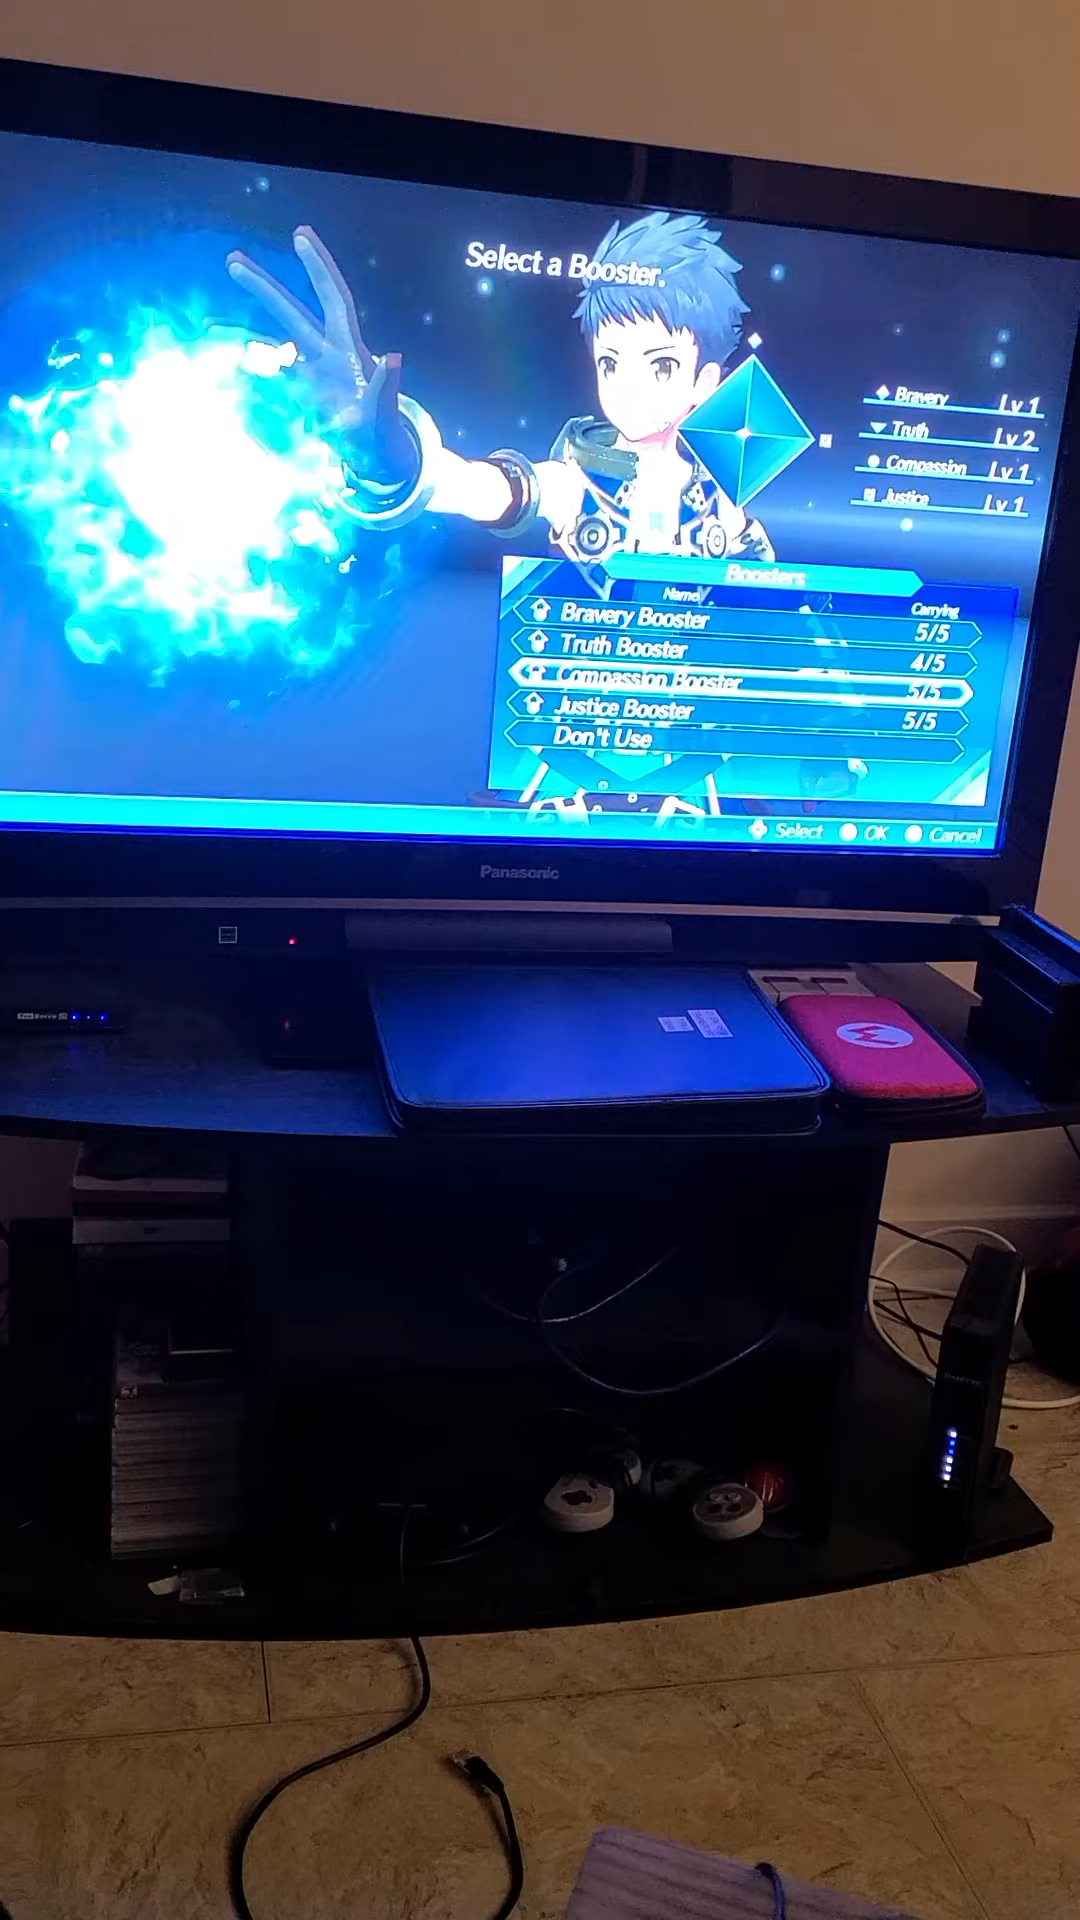 Select a Booster.
Bravery Lv 1
Truth Lv 2
Compassion Lv 1
Justice Lv 1
Boosters
Name Carrying
Bravery Booster 5/5
Truth Booster 4/5
Compassion Booster 5/5
Justice Booster 5/5
Don't Use
Select OK Cancel
Panasonic